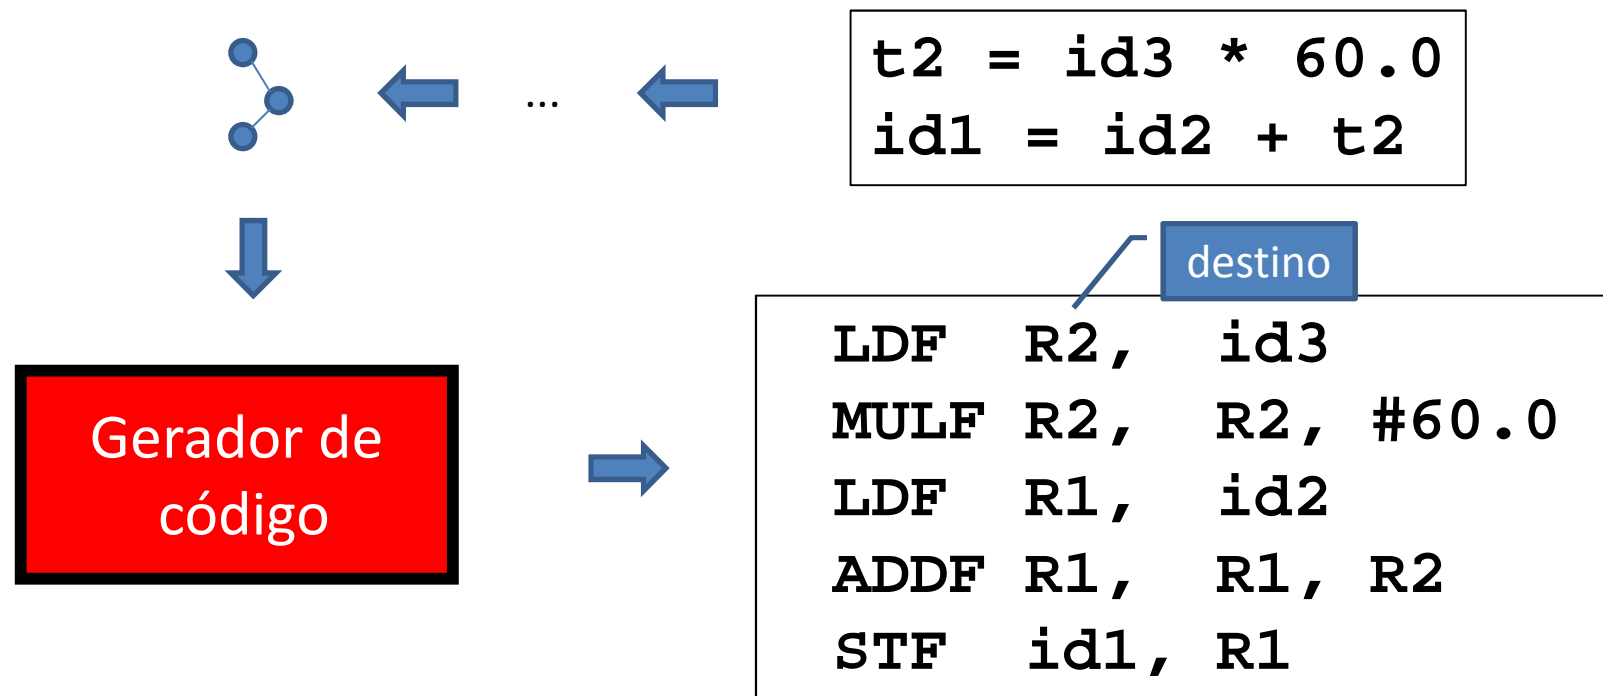 t2 = id3 * 60.0
id1 = id2 + t2
...
destino
Gerador de
código
LDF R2, id3
MULF R2, R2, #60.0
LDF R1, id2
ADDF R1, R1, R2
STF id1, R1